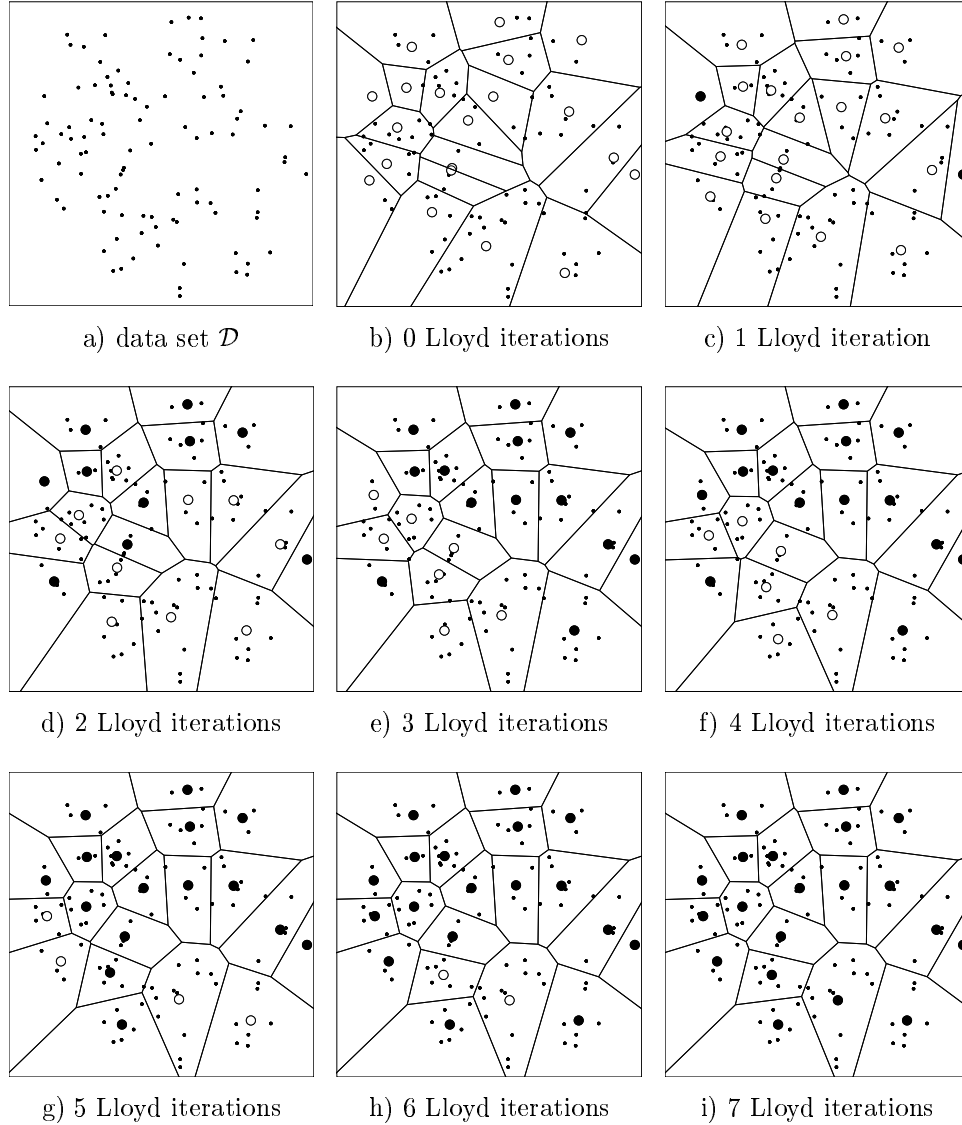 a) data set 𝒟
b) 0 Lloyd iterations
c) 1 Lloyd iteration
d) 2 Lloyd iterations
e) 3 Lloyd iterations
f) 4 Lloyd iterations
g) 5 Lloyd iterations
h) 6 Lloyd iterations
i) 7 Lloyd iterations